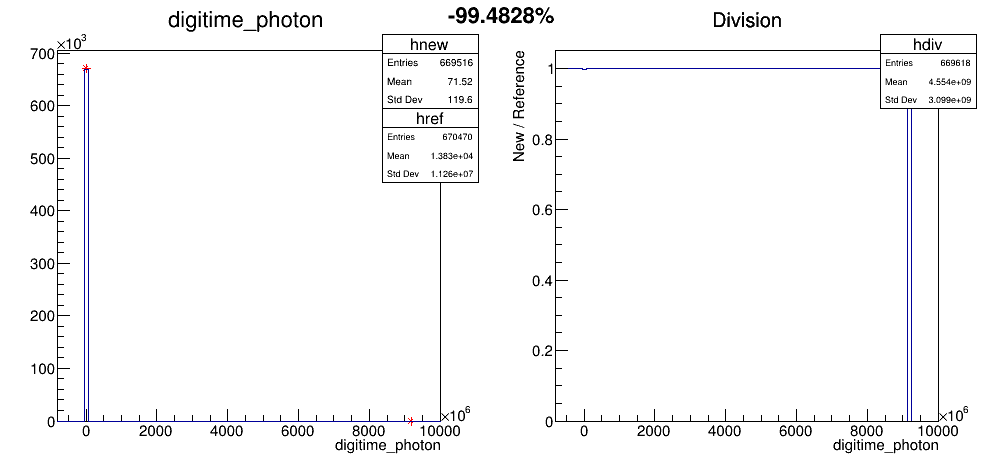 -99.4828%
digitime_photon
×10³
700
600
500
400
300
200
100
0
hnew
Entries 669516
Mean 71.52
Std Dev 119.6
href
Entries 670470
Mean 1.383e+04
Std Dev 1.126e+07
0 2000 4000 6000 8000 10000
×10⁶
digitime_photon
Division
New / Reference
1
0.8
0.6
0.4
0.2
0
hdiv
Entries 669618
Mean 4.554e+09
Std Dev 3.099e+09
0 2000 4000 6000 8000 10000
×10⁶
digitime_photon